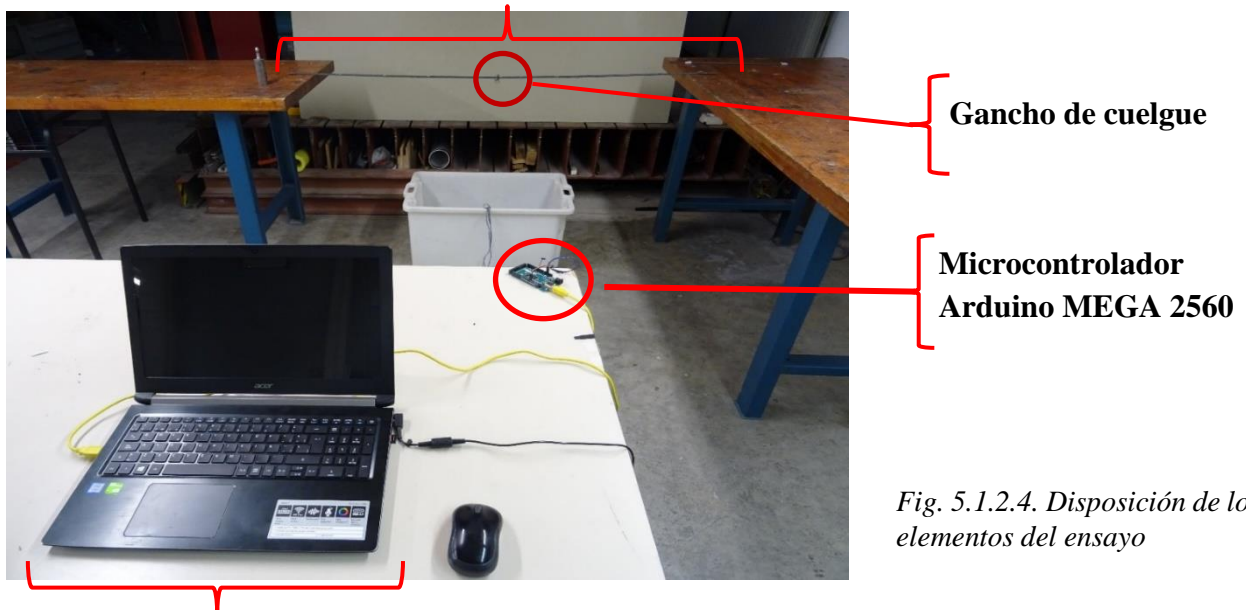 Gancho de cuelgue
Microcontrolador
Arduino MEGA 2560
acer
Fig. 5.1.2.4. Disposición de lo
elementos del ensayo